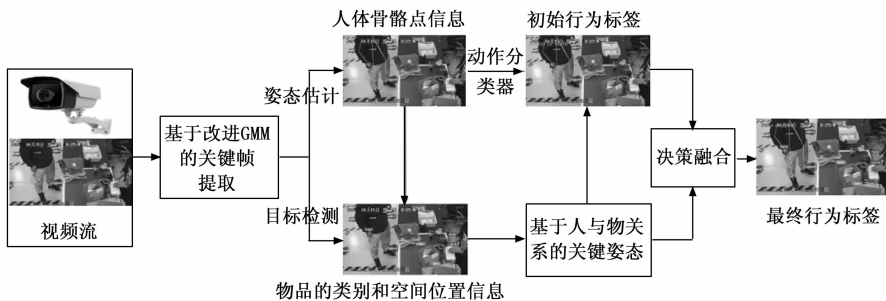 人体骨骼点信息
初始行为标签
姿态估计
动作分
类器
基于改进GMM
的关键帧
提取
决策融合
目标检测
视频流
基于人与物关
系的关键姿态
最终行为标签
物品的类别和空间位置信息